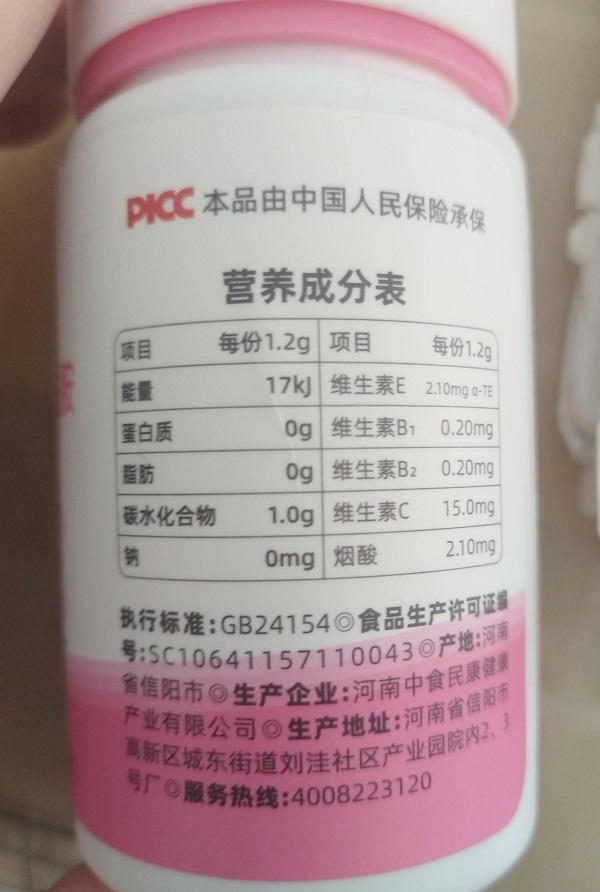 PICC 本品由中国人民保险承保
营养成分表
项目 每份1.2g 项目 每份1.2g
能量 17kJ 维生素E 2.10mg α-TE
蛋白质 0g 维生素B₁ 0.20mg
脂肪 0g 维生素B₂ 0.20mg
碳水化合物 1.0g 维生素C 15.0mg
钠 0mg 烟酸 2.10mg
执行标准:GB24154◎食品生产许可证编
号:SC10641157110043◎产地:河南
省信阳市◎生产企业:河南中食民康健康
产业有限公司◎生产地址:河南省信阳市
高新区城东街道刘洼社区产业园院内2、3
号厂◎服务热线:4008223120